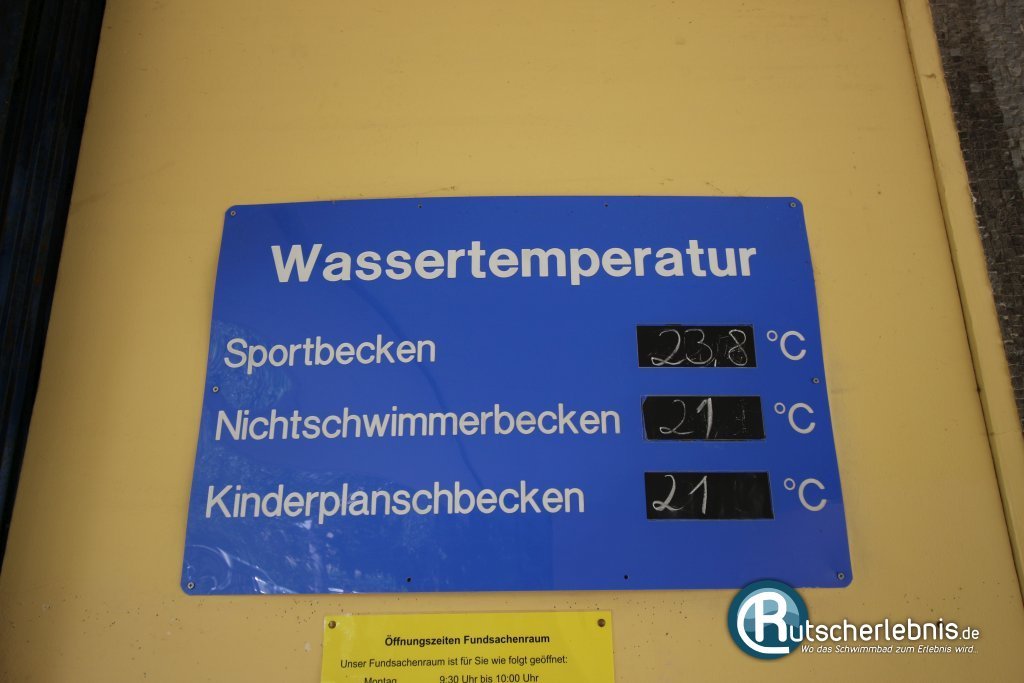 Wassertemperatur
Sportbecken 23,8 °C
Nichtschwimmerbecken 21 °C
Kinderplanschbecken 21 °C
Öffnungszeiten Fundsachenraum
Unser Fundsachenraum ist für Sie wie folgt geöffnet:
Montag 9:30 Uhr bis 10:00 Uhr
Rutscherlebnis.de
Wo das Schwimmbad zum Erlebnis wird...